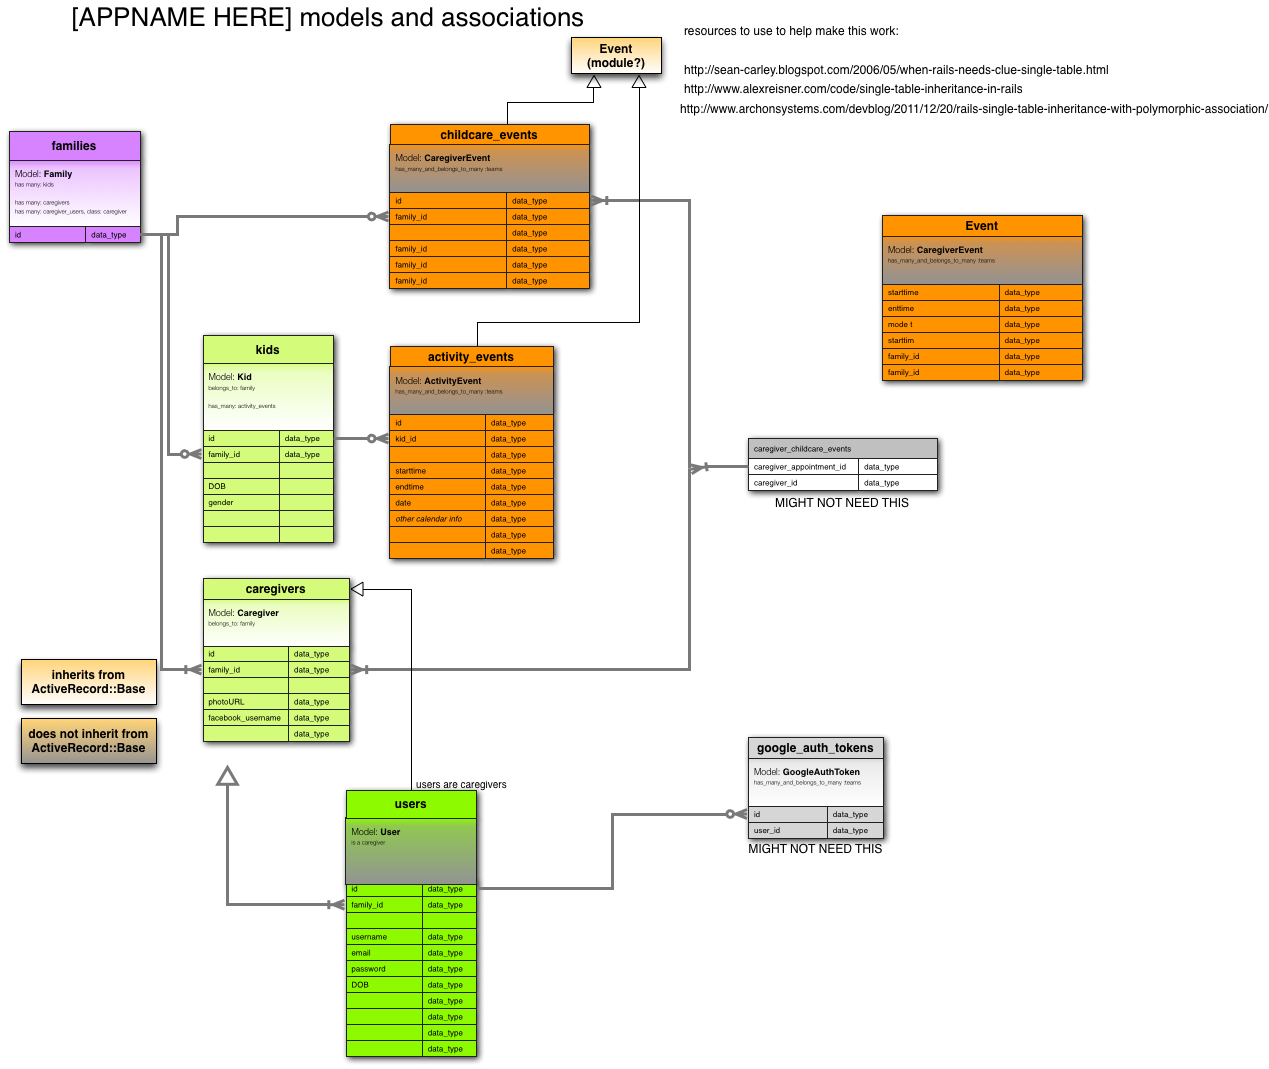 [APPNAME HERE] models and associations
resources to use to help make this work:
http://sean-carley.blogspot.com/2006/05/when-rails-needs-clue-single-table.html
http://www.alexreisner.com/code/single-table-inheritance-in-rails
http://www.archonsystems.com/devblog/2011/12/20/rails-single-table-inheritance-with-polymorphic-association/
Event
(module?)
families
Model: Family
has many: kids
has many: caregivers
has many: caregiver_users, class: caregiver
id data_type
childcare_events
Model: CaregiverEvent
has_many_and_belongs_to_many :teams
id data_type
family_id data_type
data_type
family_id data_type
family_id data_type
family_id data_type
Event
Model: CaregiverEvent
has_many_and_belongs_to_many :teams
starttime data_type
enttime data_type
mode t data_type
starttim data_type
family_id data_type
family_id data_type
kids
Model: Kid
belongs_to: family
has_many: activity_events
id data_type
family_id data_type
DOB
gender
activity_events
Model: ActivityEvent
has_many_and_belongs_to_many :teams
id data_type
kid_id data_type
data_type
starttime data_type
endtime data_type
date data_type
other calendar info data_type
data_type
data_type
caregiver_childcare_events
caregiver_appointment_id data_type
caregiver_id data_type
MIGHT NOT NEED THIS
caregivers
Model: Caregiver
belongs_to: family
id data_type
family_id data_type
photoURL data_type
facebook_username data_type
data_type
inherits from
ActiveRecord::Base
does not inherit from
ActiveRecord::Base
users are caregivers
users
Model: User
is a caregiver
id data_type
family_id data_type
username data_type
email data_type
password data_type
DOB data_type
data_type
data_type
data_type
data_type
google_auth_tokens
Model: GoogleAuthToken
has_many_and_belongs_to_many :teams
id data_type
user_id data_type
MIGHT NOT NEED THIS